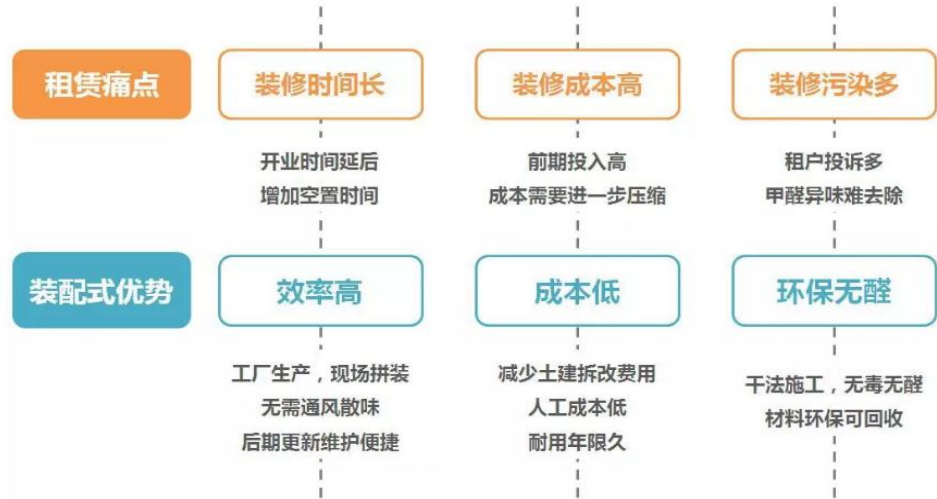 租赁痛点
装修时间长
装修成本高
装修污染多
开业时间延后
增加空置时间
前期投入高
成本需要进一步压缩
租户投诉多
甲醛异味难去除
装配式优势
效率高
成本低
环保无醛
工厂生产，现场拼装
无需通风散味
后期更新维护便捷
减少土建拆改费用
人工成本低
耐用年限久
干法施工，无毒无醛
材料环保可回收